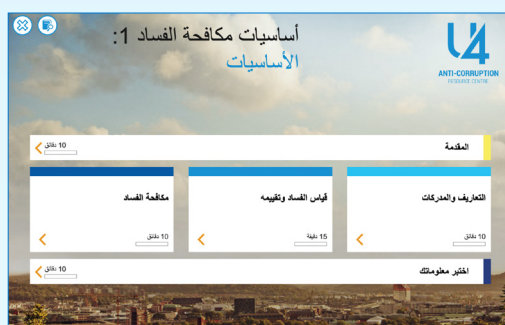 أساسيات مكافحة الفساد 1:
الأساسيات
U4
ANTI-CORRUPTION
RESOURCE CENTRE
المقدمة
10 دقائق
التعاريف والمدركات
10 دقائق
قياس الفساد وتقييمه
15 دقيقة
مكافحة الفساد
10 دقائق
اختبر معلوماتك
10 دقائق